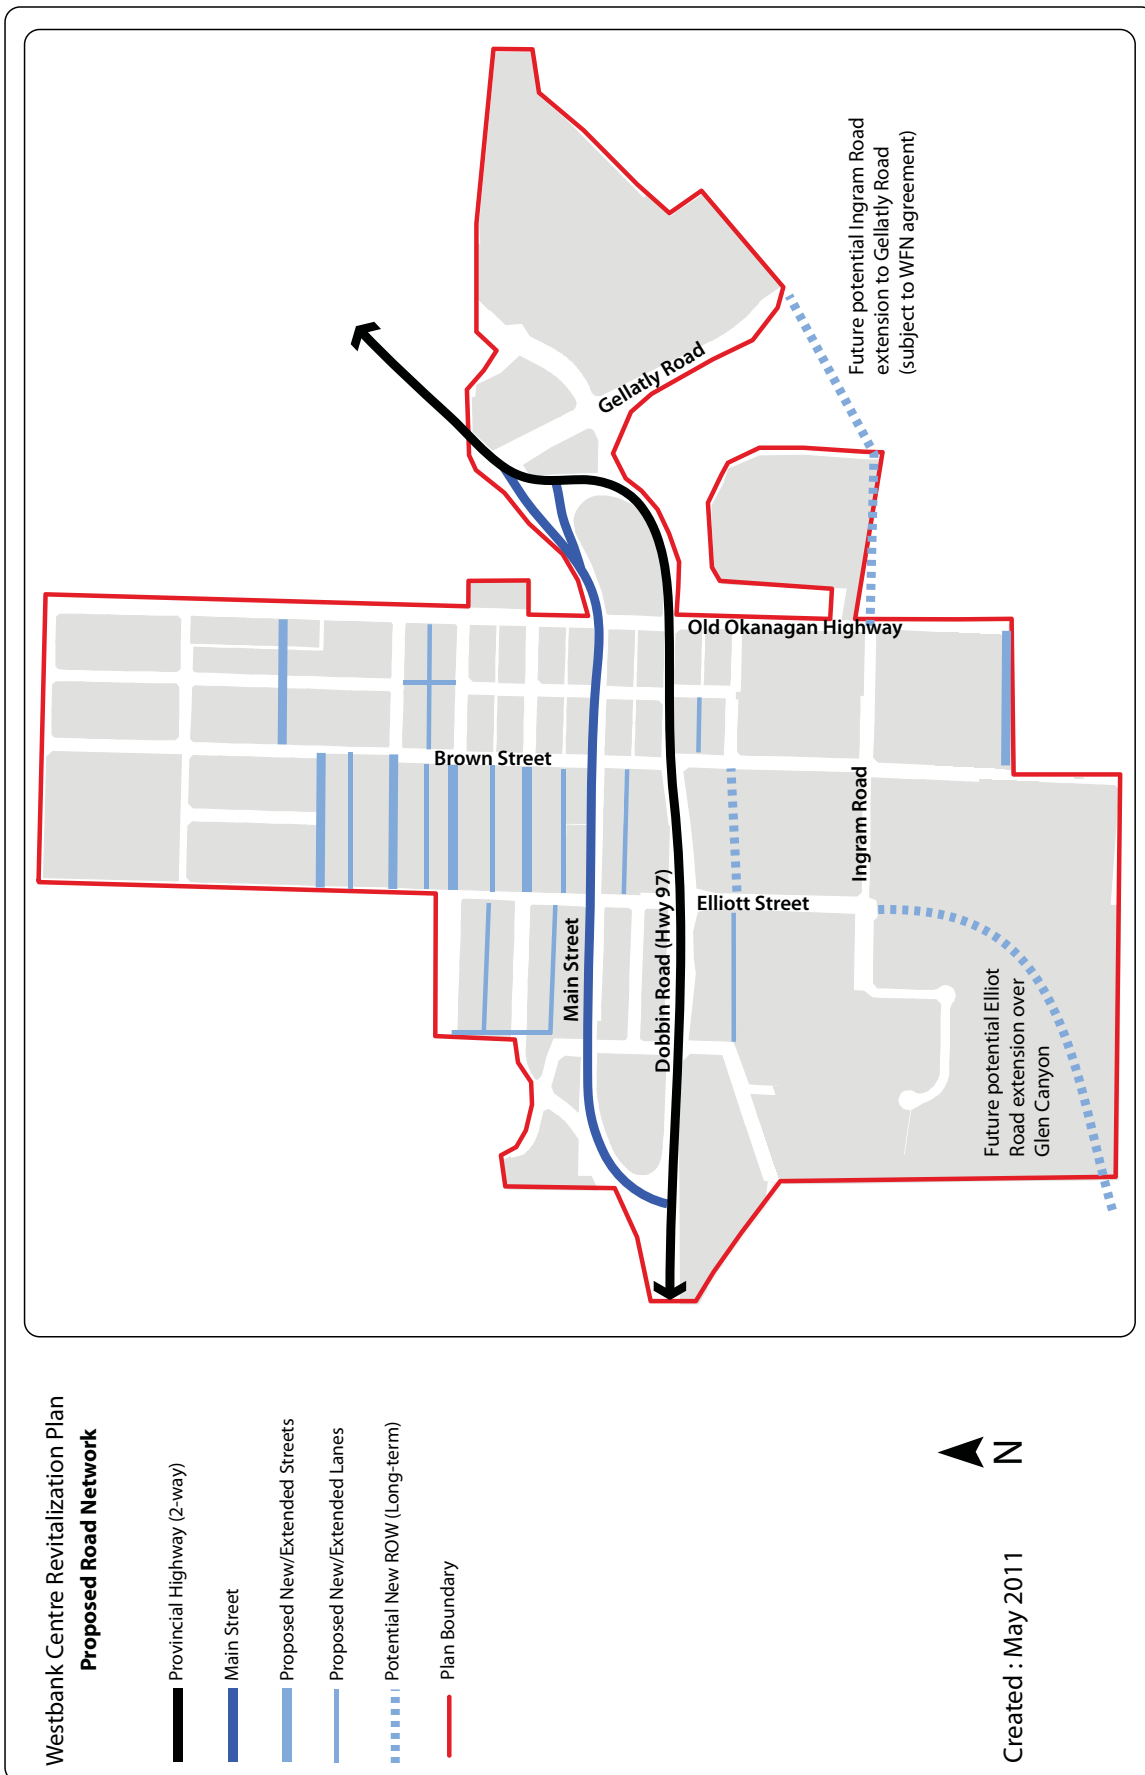 Westbank Centre Revitalization Plan
Proposed Road Network
Provincial Highway (2-way)
Main Street
Proposed New/Extended Streets
Proposed New/Extended Lanes
Potential New ROW (Long-term)
Plan Boundary
Created : May 2011
N
Gellatly Road
Future potential Ingram Road
extension to Gellatly Road
(subject to WFN agreement)
Old Okanagan Highway
Brown Street
Ingram Road
Elliott Street
Main Street
Dobbin Road (Hwy 97)
Future potential Elliot
Road extension over
Glen Canyon